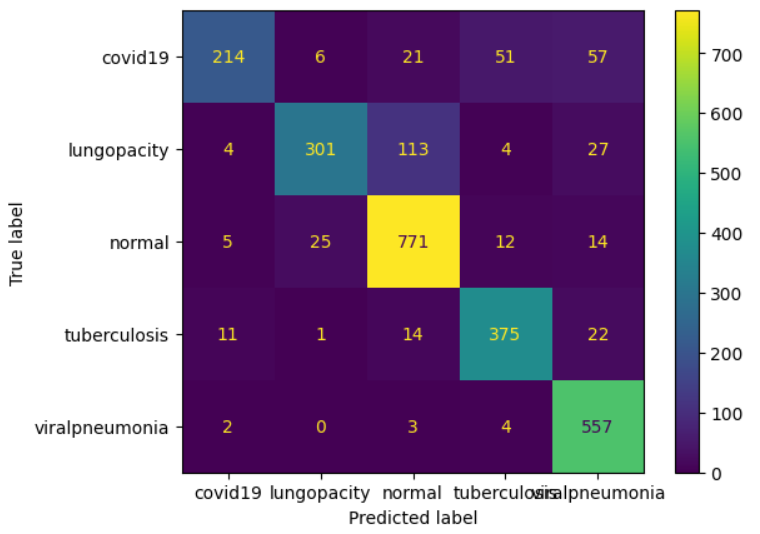 covid19 214 6 21 51 57
lungopacity 4 301 113 4 27
normal 5 25 771 12 14
tuberculosis 11 1 14 375 22
viralpneumonia 2 0 3 4 557
True label
covid19 lungopacity normal tuberculosis viralpneumonia
Predicted label
700
600
500
400
300
200
100
0